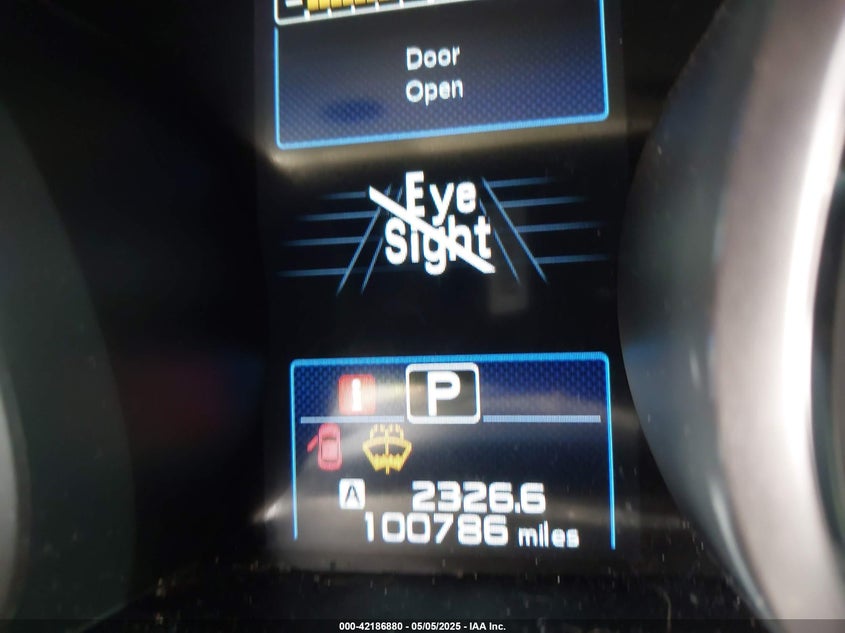 Door
Open
Eye
Sight
i P
A 2326.6
100786 miles
000-42186880 - 05/05/2025 - IAA Inc.